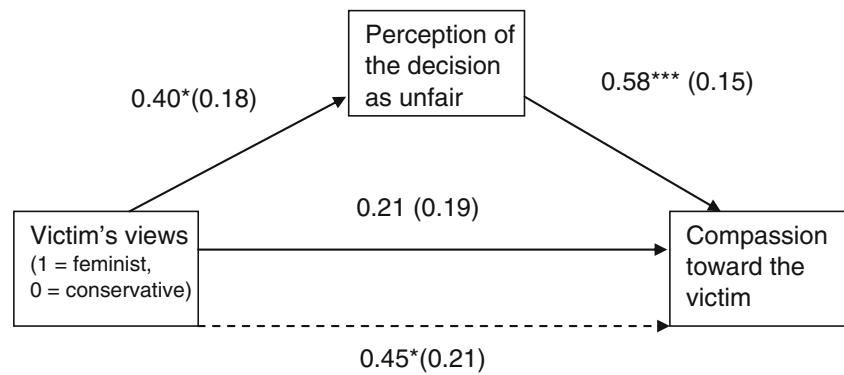 Perception of
the decision
as unfair
0.40*(0.18)
0.58*** (0.15)
0.21 (0.19)
Victim's views
(1 = feminist,
0 = conservative)
Compassion
toward the
victim
0.45*(0.21)